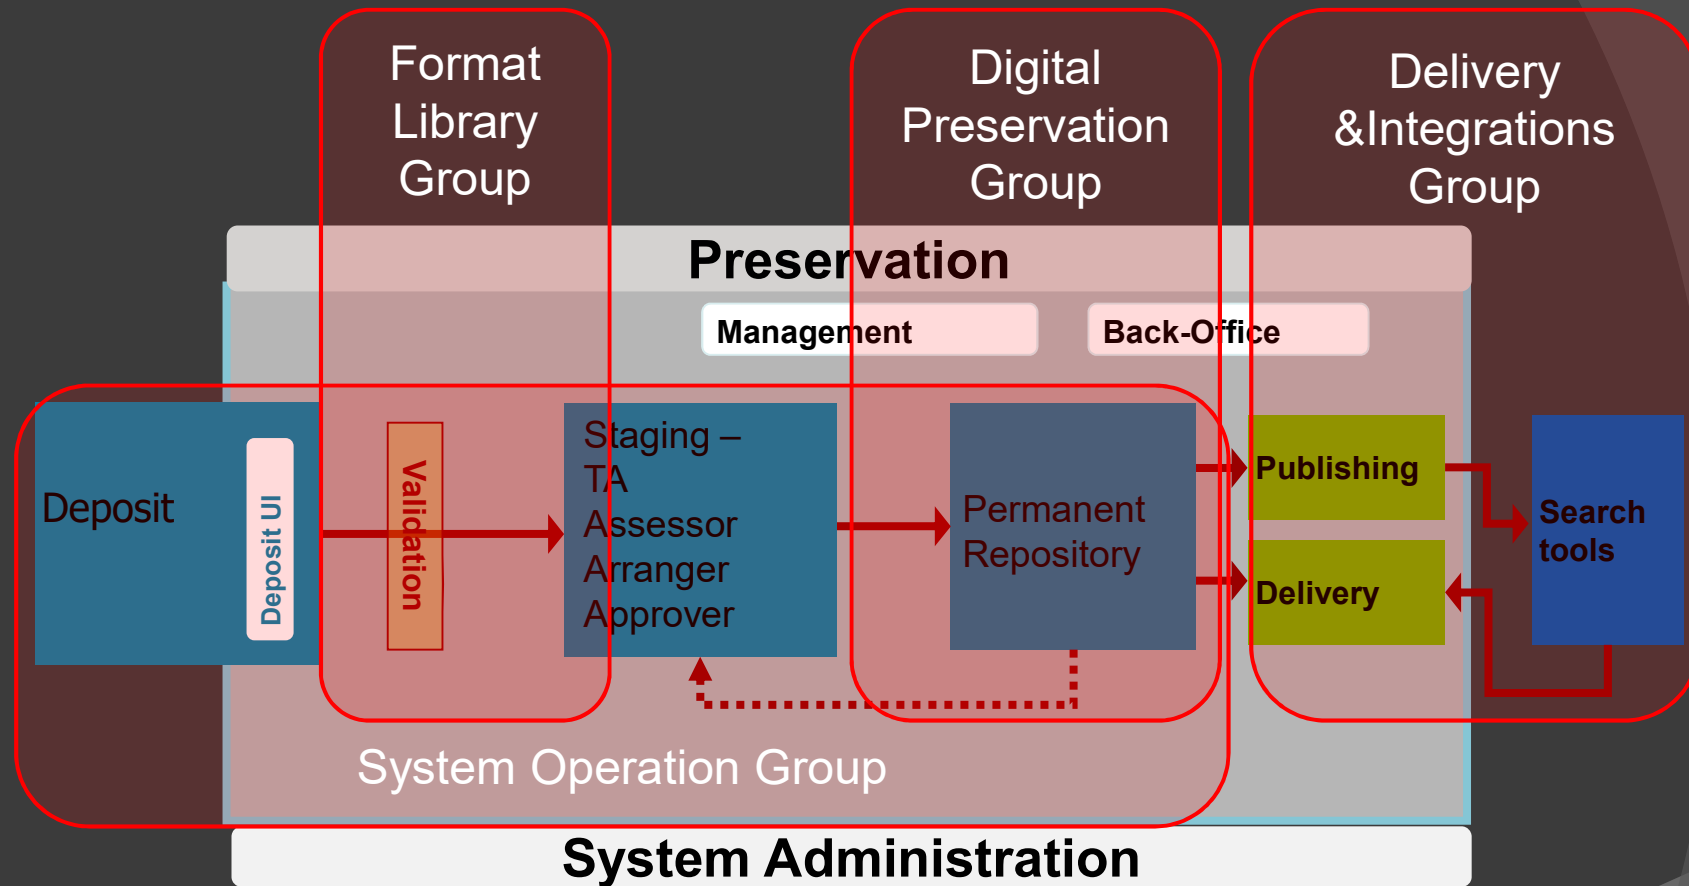 Format
Library
Group
Digital
Preservation
Group
Delivery
&Integrations
Group
Preservation
Management
Back-Office
Deposit
Deposit UI
Validation
Staging –
TA
Assessor
Arranger
Approver
Permanent
Repository
Publishing
Delivery
Search
tools
System Operation Group
System Administration